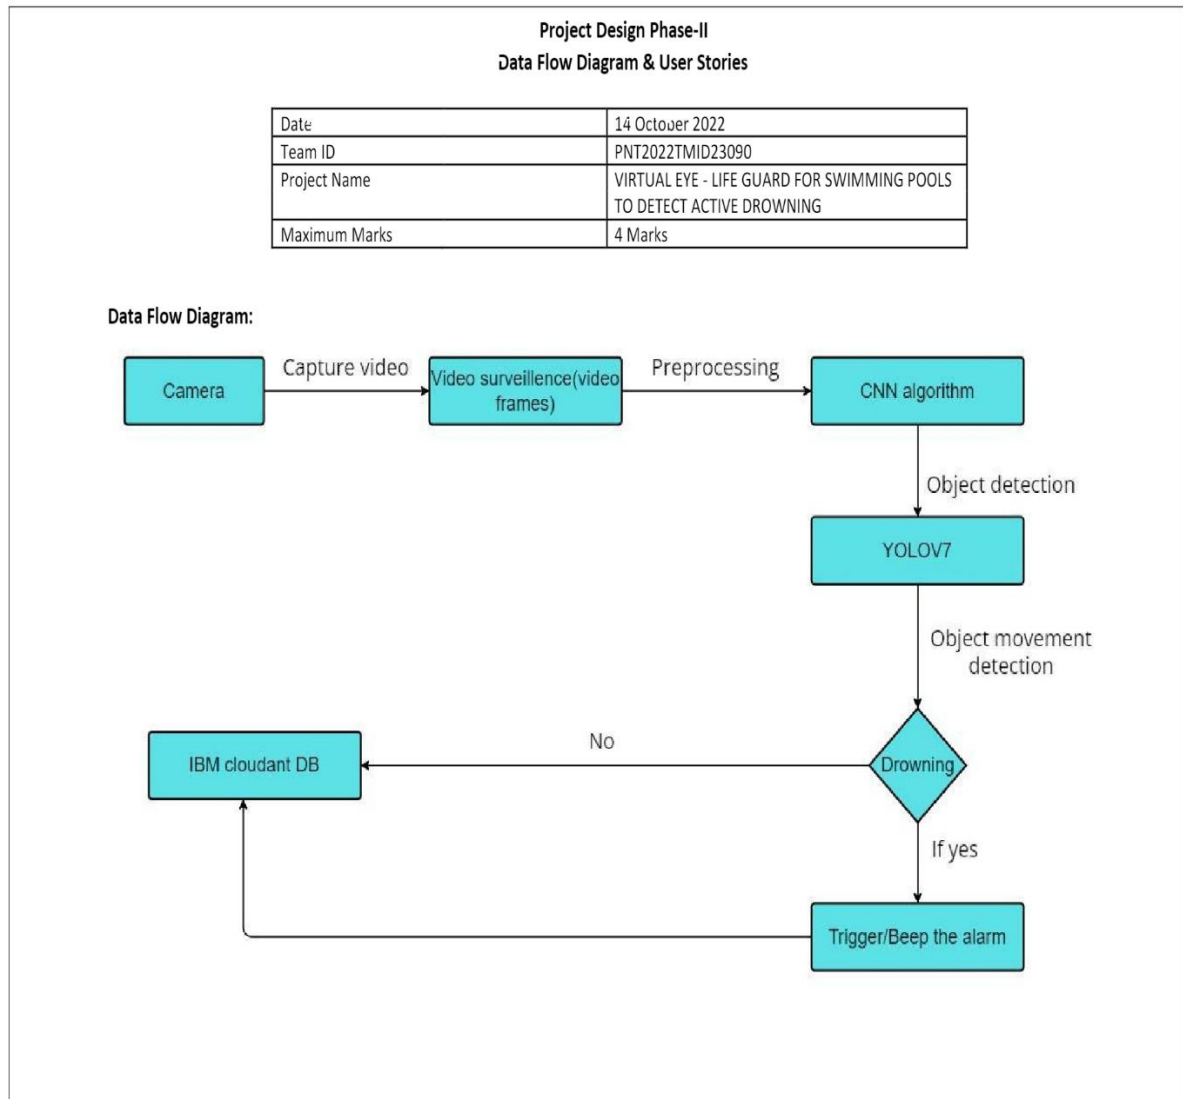 Project Design Phase-II
Data Flow Diagram & User Stories
Date 14 October 2022
Team ID PNT2022TMID23090
Project Name VIRTUAL EYE - LIFE GUARD FOR SWIMMING POOLS
TO DETECT ACTIVE DROWNING
Maximum Marks 4 Marks
Data Flow Diagram:
Camera
Capture video
Video surveillence(video
frames)
Preprocessing
CNN algorithm
Object detection
YOLOV7
Object movement
detection
Drowning
No
IBM cloudant DB
If yes
Trigger/Beep the alarm